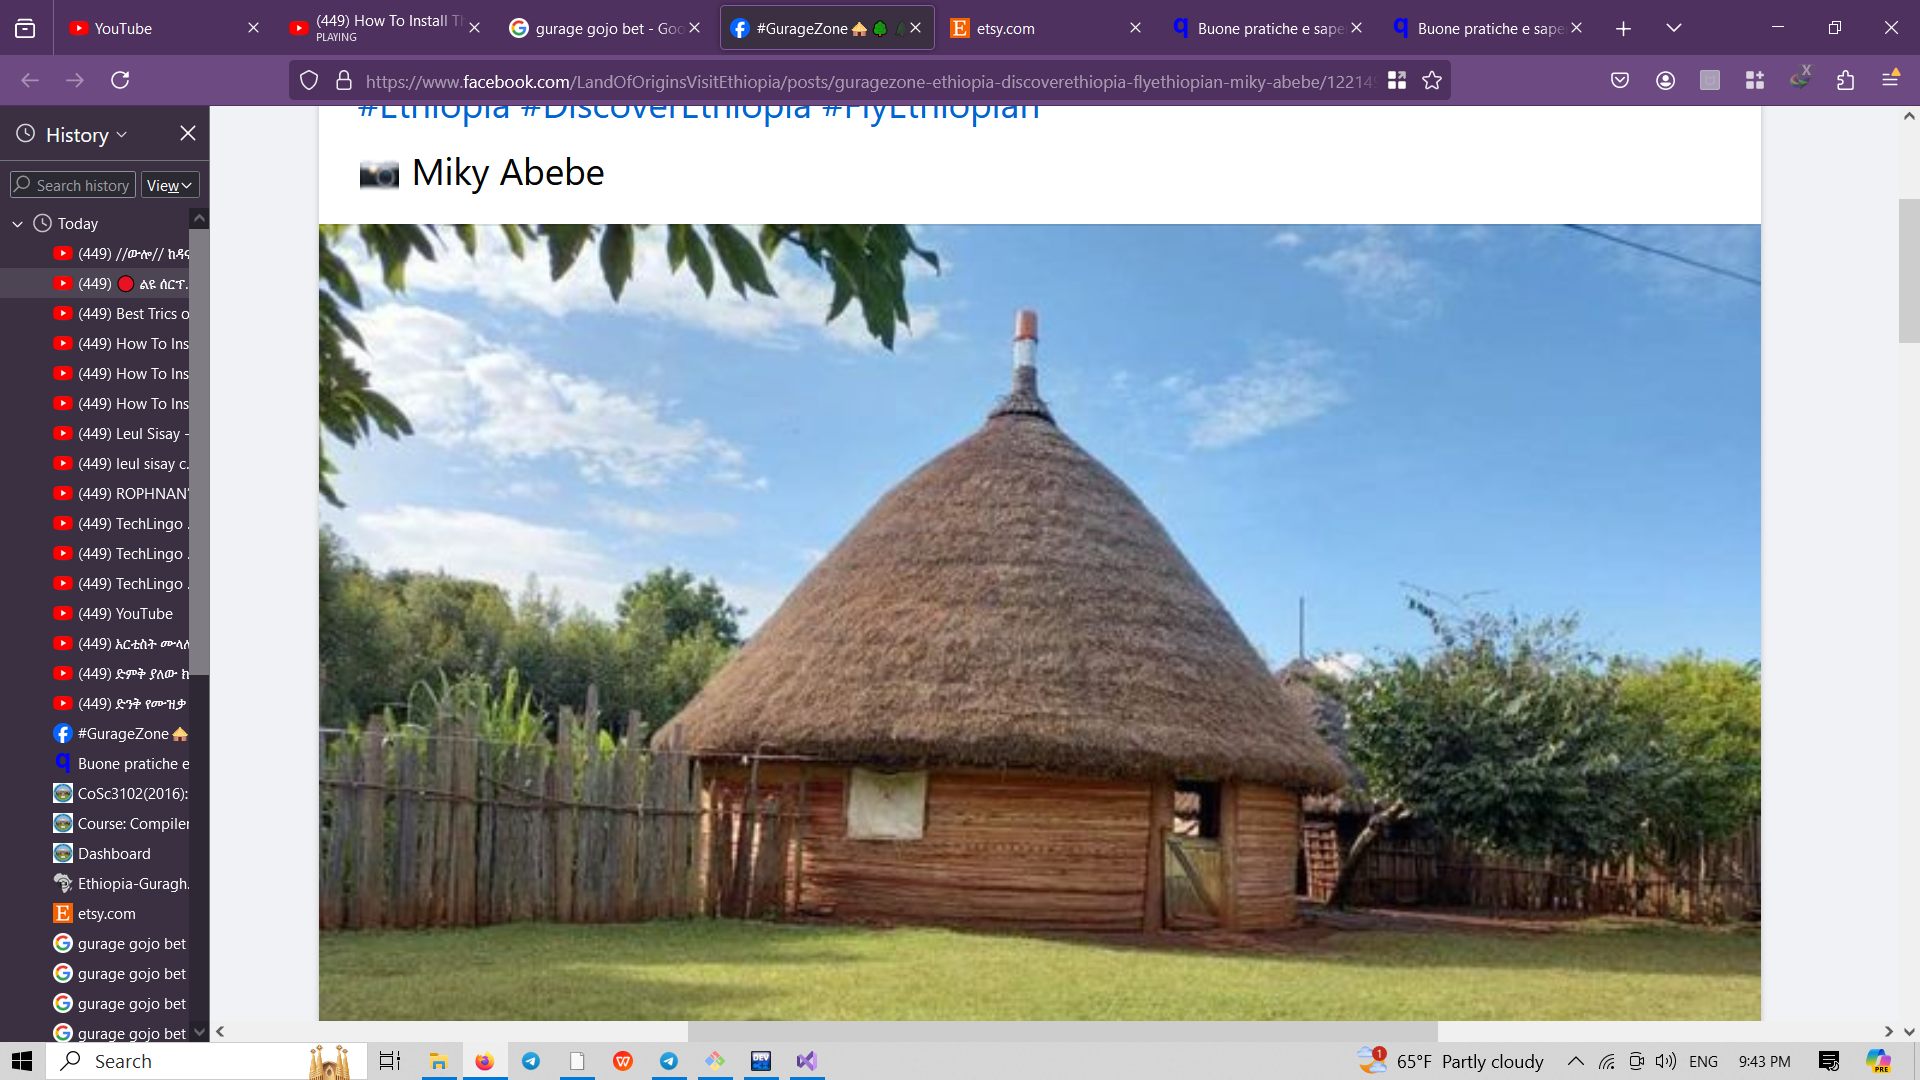 YouTube
(449) How To Install Th
PLAYING
gurage gojo bet - Goo
#GurageZone
etsy.com
Buone pratiche e sape
Buone pratiche e sape
https://www.facebook.com/LandOfOriginsVisitEthiopia/posts/guragezone-ethiopia-discoverethiopia-flyethiopian-miky-abebe/12214
X
History
Search history
View
Today
(449) //ውሎ// ከዳና
(449) 🔴 ልዩ ሰርፕ.
(449) Best Trics o
(449) How To Ins
(449) How To Ins
(449) How To Ins
(449) Leul Sisay -
(449) leul sisay c.
(449) ROPHNAN'
(449) TechLingo .
(449) TechLingo .
(449) TechLingo .
(449) YouTube
(449) አርቲስት ሙላለ
(449) ድምቅ ያለው ከ
(449) ድንቅ የሙዝቃ
#GurageZone
Buone pratiche e
CoSc3102(2016):
Course: Compiler
Dashboard
Ethiopia-Guragh.
etsy.com
gurage gojo bet
gurage gojo bet
gurage gojo bet
gurage gojo bet
#Ethiopia #DiscoverEthiopia #FlyEthiopian
Miky Abebe
Search
DEV
1
65°F Partly cloudy
ENG
9:43 PM
PRE